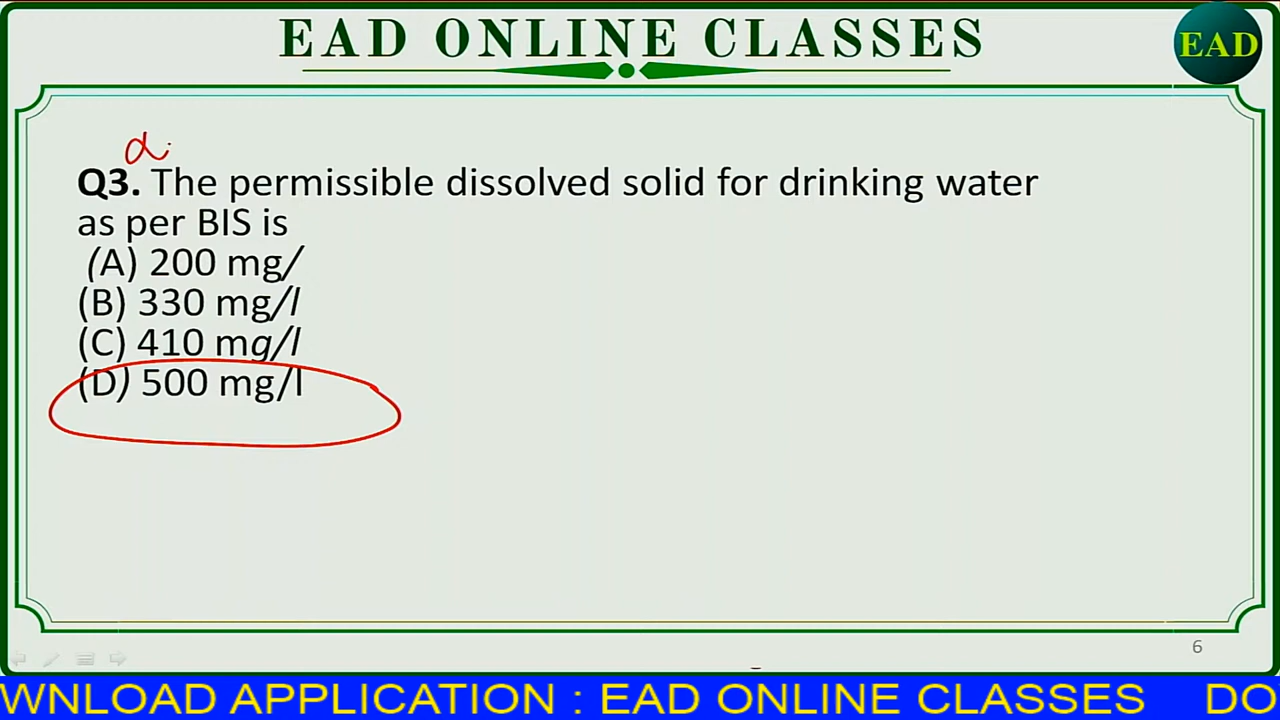 EAD ONLINE CLASSES
EAD
Q3. The permissible dissolved solid for drinking water
as per BIS is
(A) 200 mg/
(B) 330 mg/l
(C) 410 mg/l
(D) 500 mg/l
6
WNLOAD APPLICATION : EAD ONLINE CLASSES DO